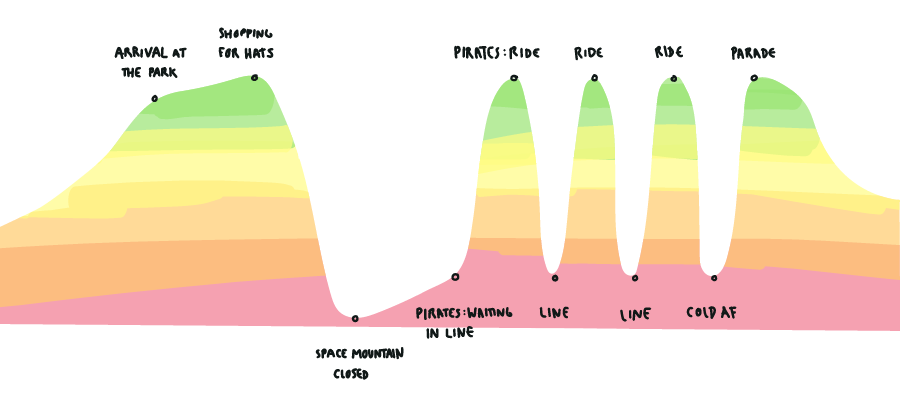 ARRIVAL AT
THE PARK
SHOPPING
FOR HATS
PIRATES: RIDE
RIDE
RIDE
PARADE
SPACE MOUNTAIN
CLOSED
PIRATES: WAITING
IN LINE
LINE
LINE
COLD AF